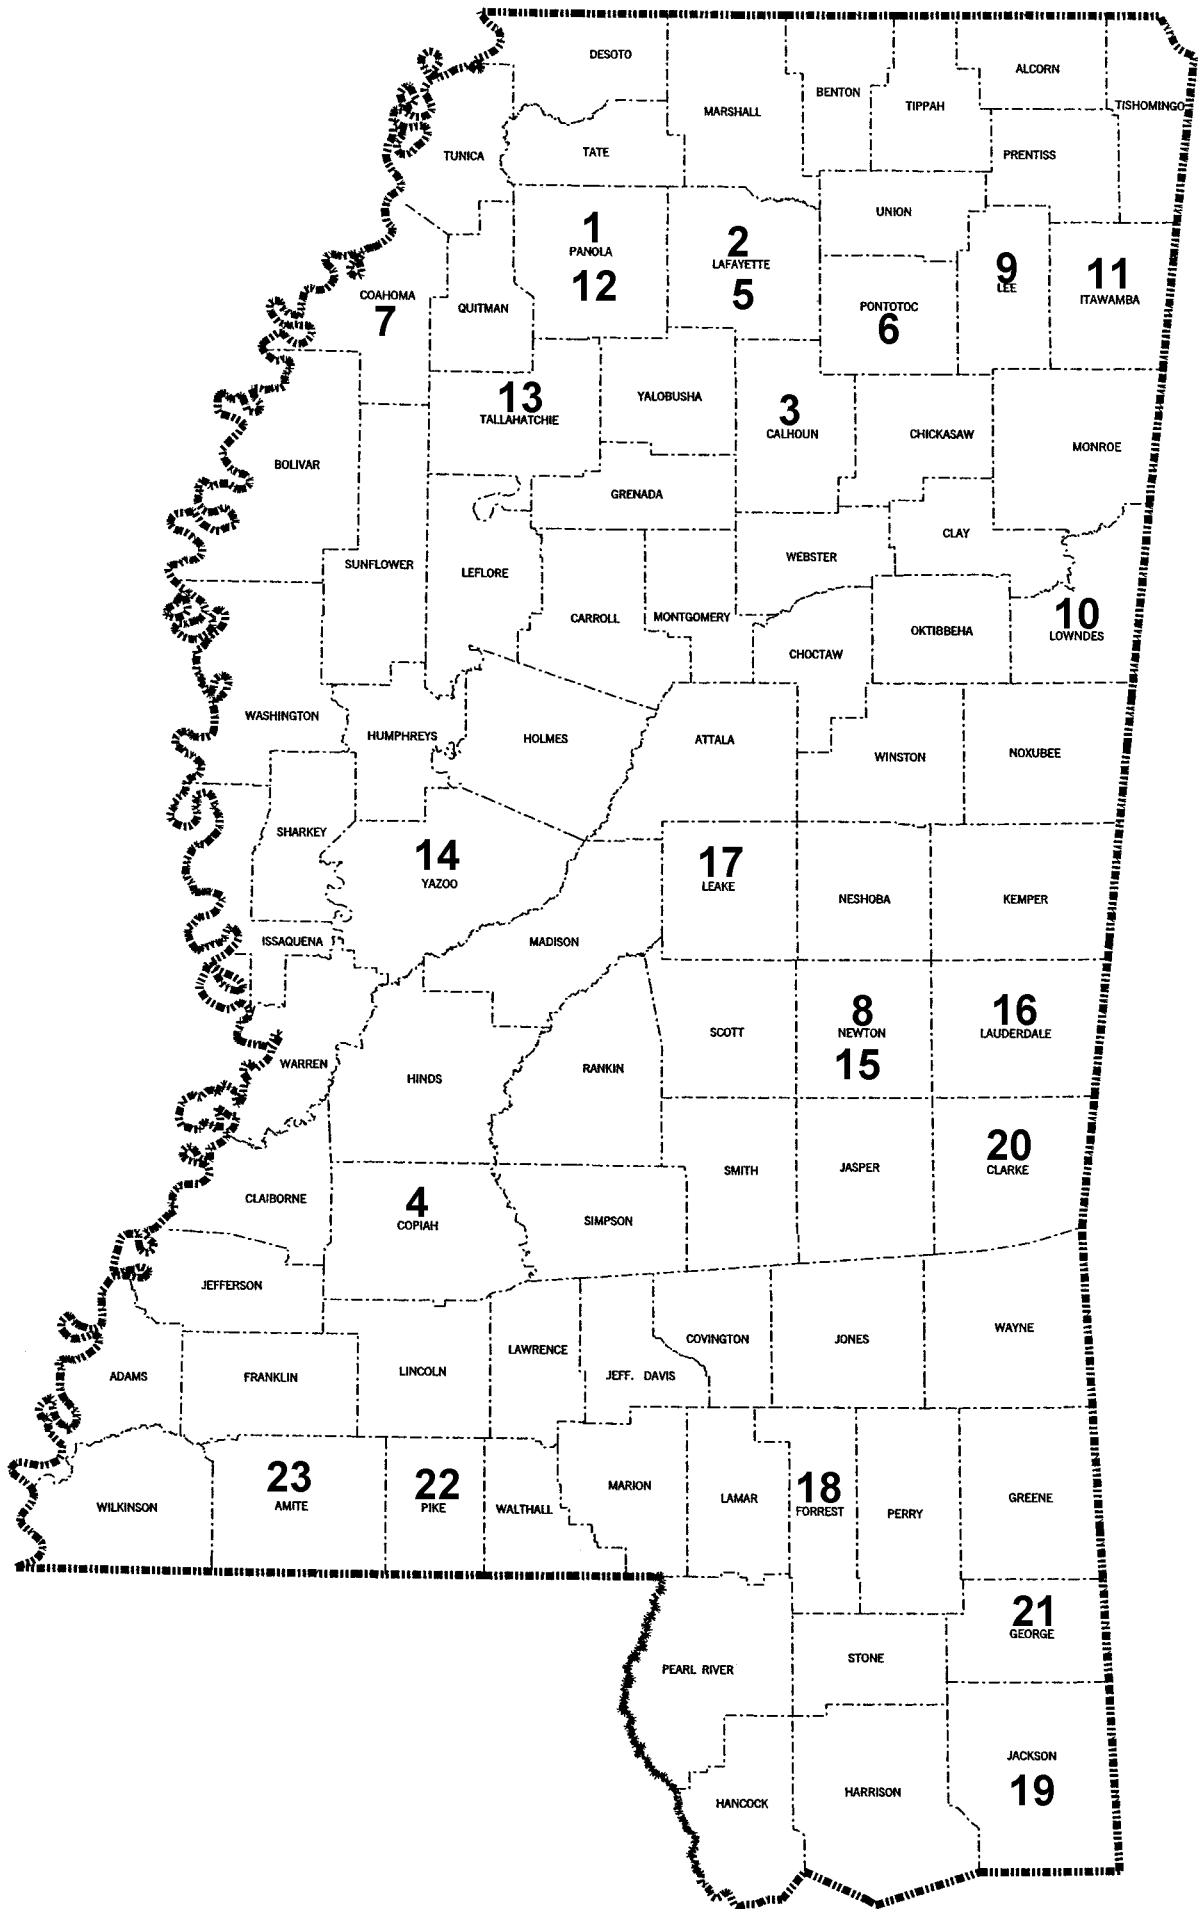 DESOTO
ALCORN
BENTON
MARSHALL
TIPPAH
TISHOMINGO
TUNICA
TATE
PRENTISS
UNION
1
PANOLA
12
2
LAFAYETTE
5
9
LEE
11
ITAWAMBA
COAHOMA
7
QUITMAN
PONTOTOC
6
13
TALLAHATCHIE
YALOBUSHA
3
CALHOUN
CHICKASAW
MONROE
BOLIVAR
GRENADA
CLAY
SUNFLOWER
LEFLORE
WEBSTER
CARROLL
MONTGOMERY
OKTIBBEHA
10
LOWNDES
CHOCTAW
WASHINGTON
HUMPHREYS
HOLMES
ATTALA
WINSTON
NOXUBEE
SHARKEY
14
YAZOO
17
LEAKE
NESHOBA
KEMPER
ISSAQUENA
MADISON
SCOTT
8
NEWTON
15
16
LAUDERDALE
WARREN
HINDS
RANKIN
SMITH
JASPER
20
CLARKE
CLAIBORNE
4
COPIAH
SIMPSON
JEFFERSON
ADAMS
FRANKLIN
LINCOLN
LAWRENCE
JEFF. DAVIS
COVINGTON
JONES
WAYNE
WILKINSON
23
AMITE
22
PIKE
WALTHALL
MARION
LAMAR
18
FORREST
PERRY
GREENE
21
GEORGE
PEARL RIVER
STONE
HANCOCK
HARRISON
JACKSON
19